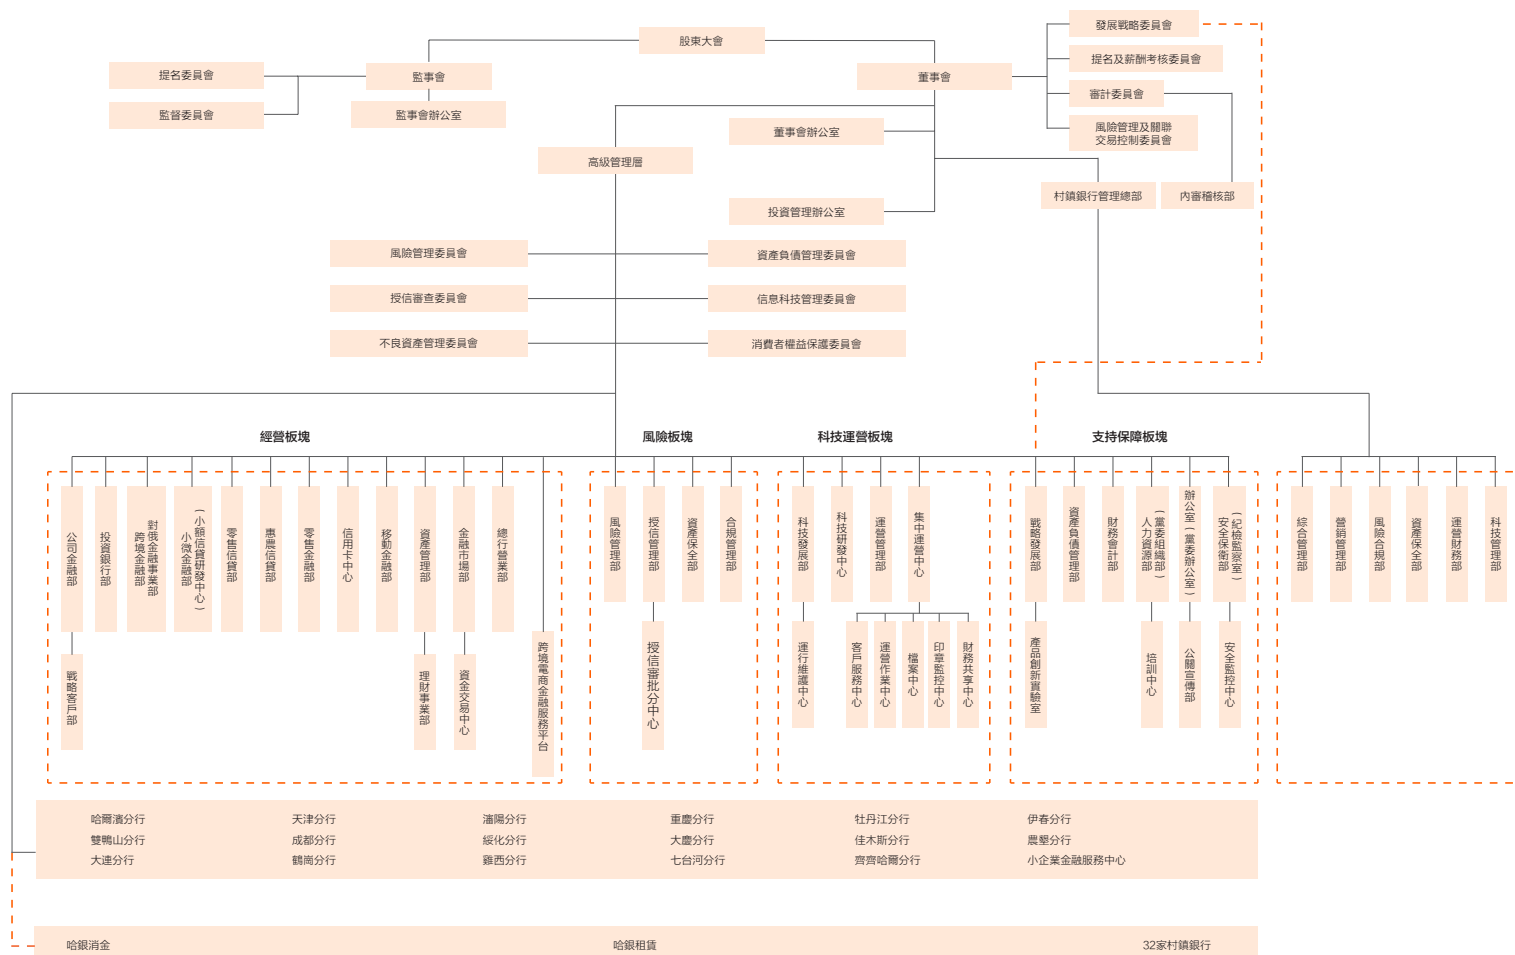 股東大會
發展戰略委員會
提名及薪酬考核委員會
審計委員會
風險管理及關聯
交易控制委員會
提名委員會
監事會
董事會
監督委員會
監事會辦公室
董事會辦公室
高級管理層
投資管理辦公室
村鎮銀行管理總部
內審稽核部
風險管理委員會
資產負債管理委員會
授信審查委員會
信息科技管理委員會
不良資產管理委員會
消費者權益保護委員會
經營板塊
風險板塊
科技運營板塊
支持保障板塊
公司金融部
投資銀行部
對俄金融事業部
跨境金融部
(小額信貸研發中心)
小微金融部
零售信貸部
惠農信貸部
零售金融部
信用卡中心
移動金融部
資產管理部
金融市場部
總行營業部
跨境電商金融服務平台
戰略客戶部
理財事業部
資金交易中心
風險管理部
授信管理部
資產保全部
合規管理部
授信審批分中心
科技發展部
科技研發中心
運營管理部
集中運營中心
運行維護中心
客戶服務中心
運營作業中心
檔案中心
印章監控中心
財務共享中心
戰略發展部
資產負債管理部
財務會計部
(黨委組織部)
人力資源部
辦公室(黨委辦公室)
(紀檢監察室)
安全保衛部
產品創新實驗室
培訓中心
公關宣傳部
安全監控中心
綜合管理部
營銷管理部
風險合規部
資產保全部
運營財務部
科技管理部
哈爾濱分行
天津分行
瀋陽分行
重慶分行
牡丹江分行
伊春分行
雙鴨山分行
成都分行
綏化分行
大慶分行
佳木斯分行
農墾分行
大連分行
鶴崗分行
雞西分行
七台河分行
齊齊哈爾分行
小企業金融服務中心
哈銀消金
哈銀租賃
32家村鎮銀行